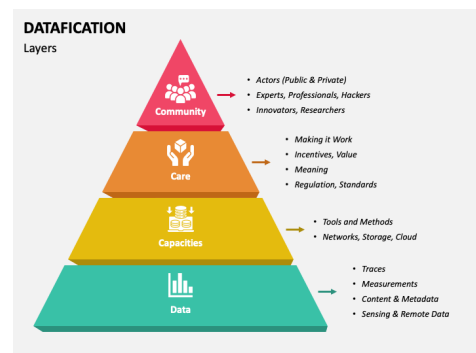 DATAFICATION
Layers
Community
• Actors (Public & Private)
• Experts, Professionals, Hackers
• Innovators, Researchers
Care
• Making it Work
• Incentives, Value
• Meaning
• Regulation, Standards
Capacities
• Tools and Methods
• Networks, Storage, Cloud
Data
• Traces
• Measurements
• Content & Metadata
• Sensing & Remote Data